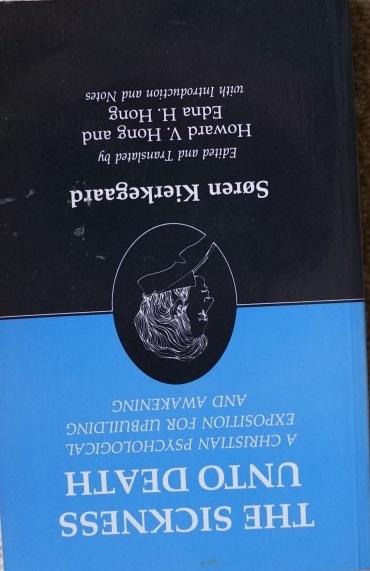 THE SICKNESS
UNTO DEATH
A CHRISTIAN PSYCHOLOGICAL
EXPOSITION FOR UPBUILDING
AND AWAKENING
Søren Kierkegaard
Edited and Translated by
Howard V. Hong and
Edna H. Hong
with Introduction and Notes